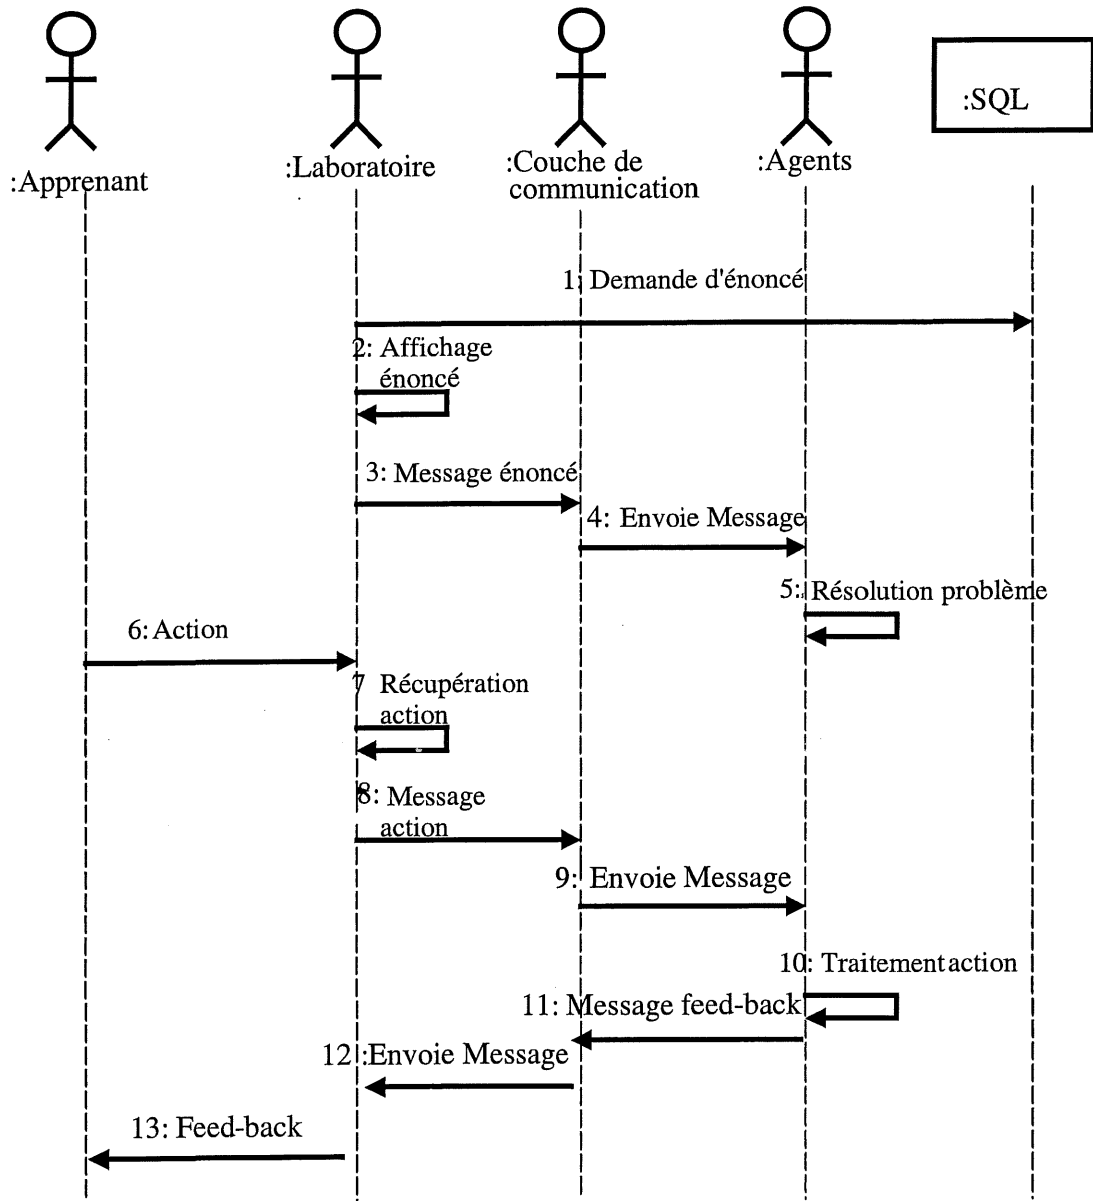 :Apprenant
:Laboratoire
:Couche de
communication
:Agents
:SQL
1: Demande d'énoncé
2: Affichage
énoncé
3: Message énoncé
4: Envoie Message
5: Résolution problème
6: Action
7 Récupération
action
8: Message
action
9: Envoie Message
10: Traitement action
11: Message feed-back
12 :Envoie Message
13: Feed-back